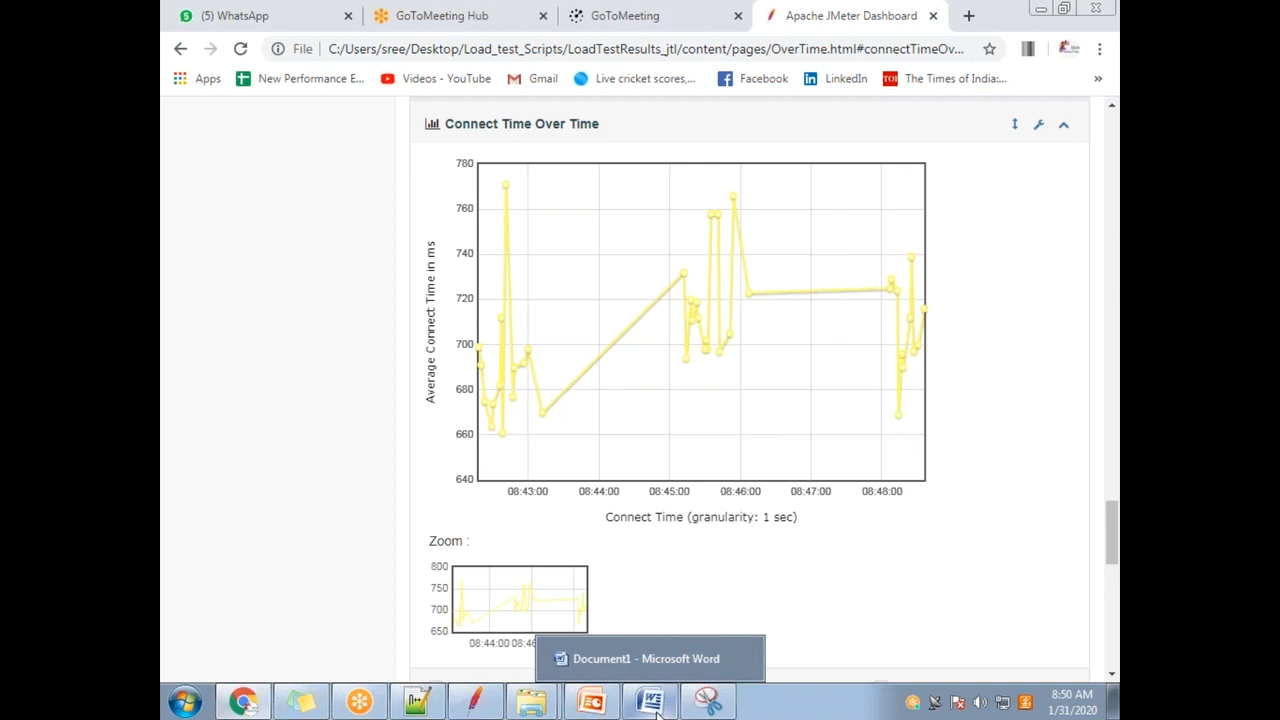 (5) WhatsApp
GoToMeeting Hub
GoToMeeting
Apache JMeter Dashboard
File
C:/Users/sree/Desktop/Load_test_Scripts/LoadTestResults_jtl/content/pages/OverTime.html#connectTimeOv...
Apps
New Performance E...
Videos - YouTube
Gmail
Live cricket scores,...
Facebook
LinkedIn
TOI
The Times of India:...
»
Connect Time Over Time
780
760
740
720
700
680
660
640
Average Connect Time in ms
08:43:00
08:44:00
08:45:00
08:46:00
08:47:00
08:48:00
Connect Time (granularity: 1 sec)
Zoom :
800
750
700
650
08:44:00 08:46
Document1 - Microsoft Word
8:50 AM
1/31/2020